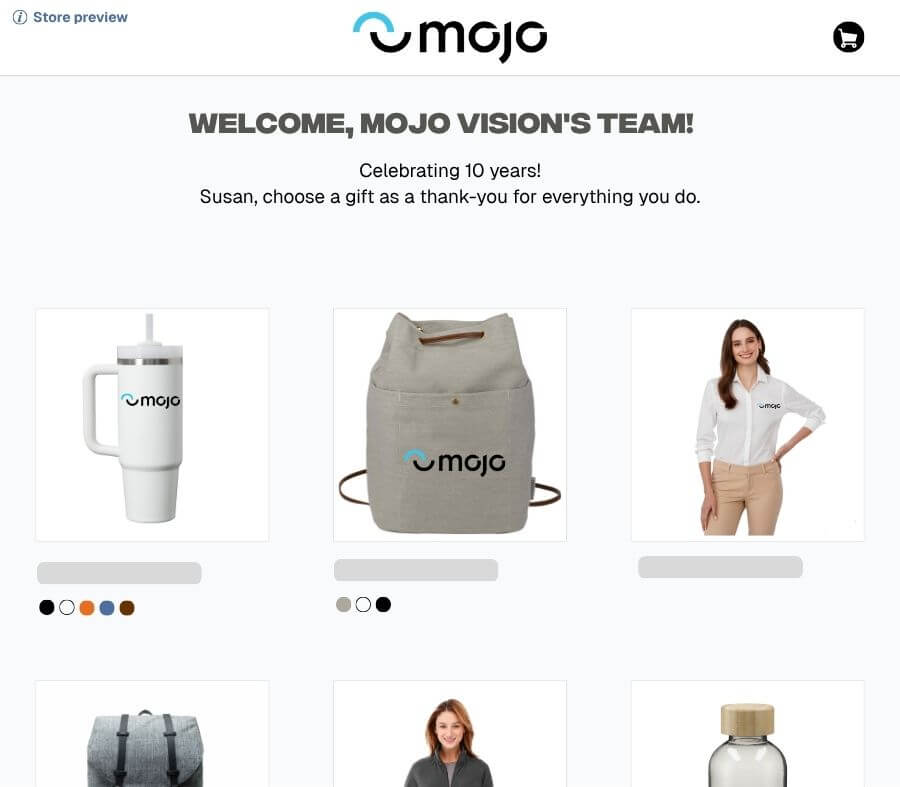 Store preview
mojo
WELCOME, MOJO VISION'S TEAM!
Celebrating 10 years!
Susan, choose a gift as a thank-you for everything you do.
mojo
mojo
mojo